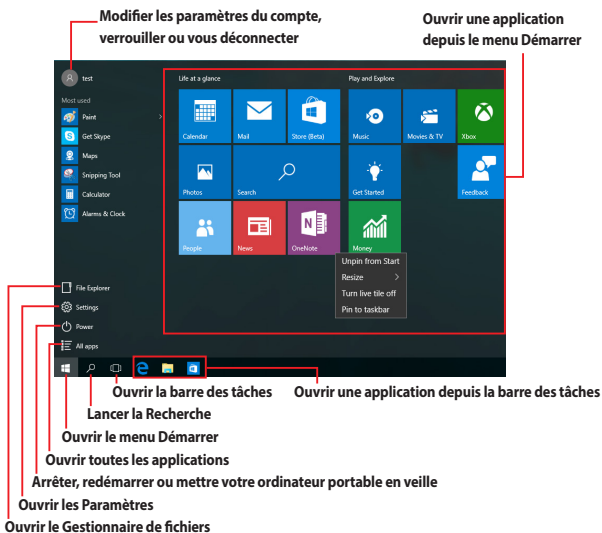 Modifier les paramètres du compte,
verrouiller ou vous déconnecter
Ouvrir une application
depuis le menu Démarrer
test
Life at a glance
Play and Explore
Most used
Paint
Get Skype
Maps
Snipping Tool
Calculator
Alarms & Clock
Calendar
Mail
Store (Beta)
Music
Movies & TV
Xbox
Photos
Search
Get Started
Feedback
People
News
OneNote
Money
Unpin from Start
Resize
Turn live tile off
Pin to taskbar
File Explorer
Settings
Power
All apps
Ouvrir la barre des tâches
Ouvrir une application depuis la barre des tâches
Lancer la Recherche
Ouvrir le menu Démarrer
Ouvrir toutes les applications
Arrêter, redémarrer ou mettre votre ordinateur portable en veille
Ouvrir les Paramètres
Ouvrir le Gestionnaire de fichiers